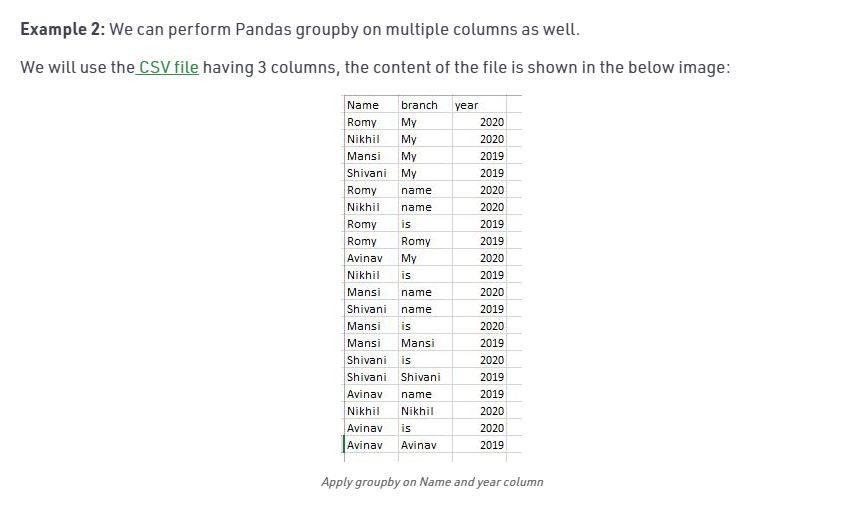 Example 2: We can perform Pandas groupby on multiple columns as well.
We will use the CSV file having 3 columns, the content of the file is shown in the below image:
Name branch year
Romy My 2020
Nikhil My 2020
Mansi My 2019
Shivani My 2019
Romy name 2020
Nikhil name 2020
Romy is 2019
Romy Romy 2019
Avinav My 2020
Nikhil is 2019
Mansi name 2020
Shivani name 2019
Mansi is 2020
Mansi Mansi 2019
Shivani is 2020
Shivani Shivani 2019
Avinav name 2019
Nikhil Nikhil 2020
Avinav is 2020
Avinav Avinav 2019
Apply groupby on Name and year column